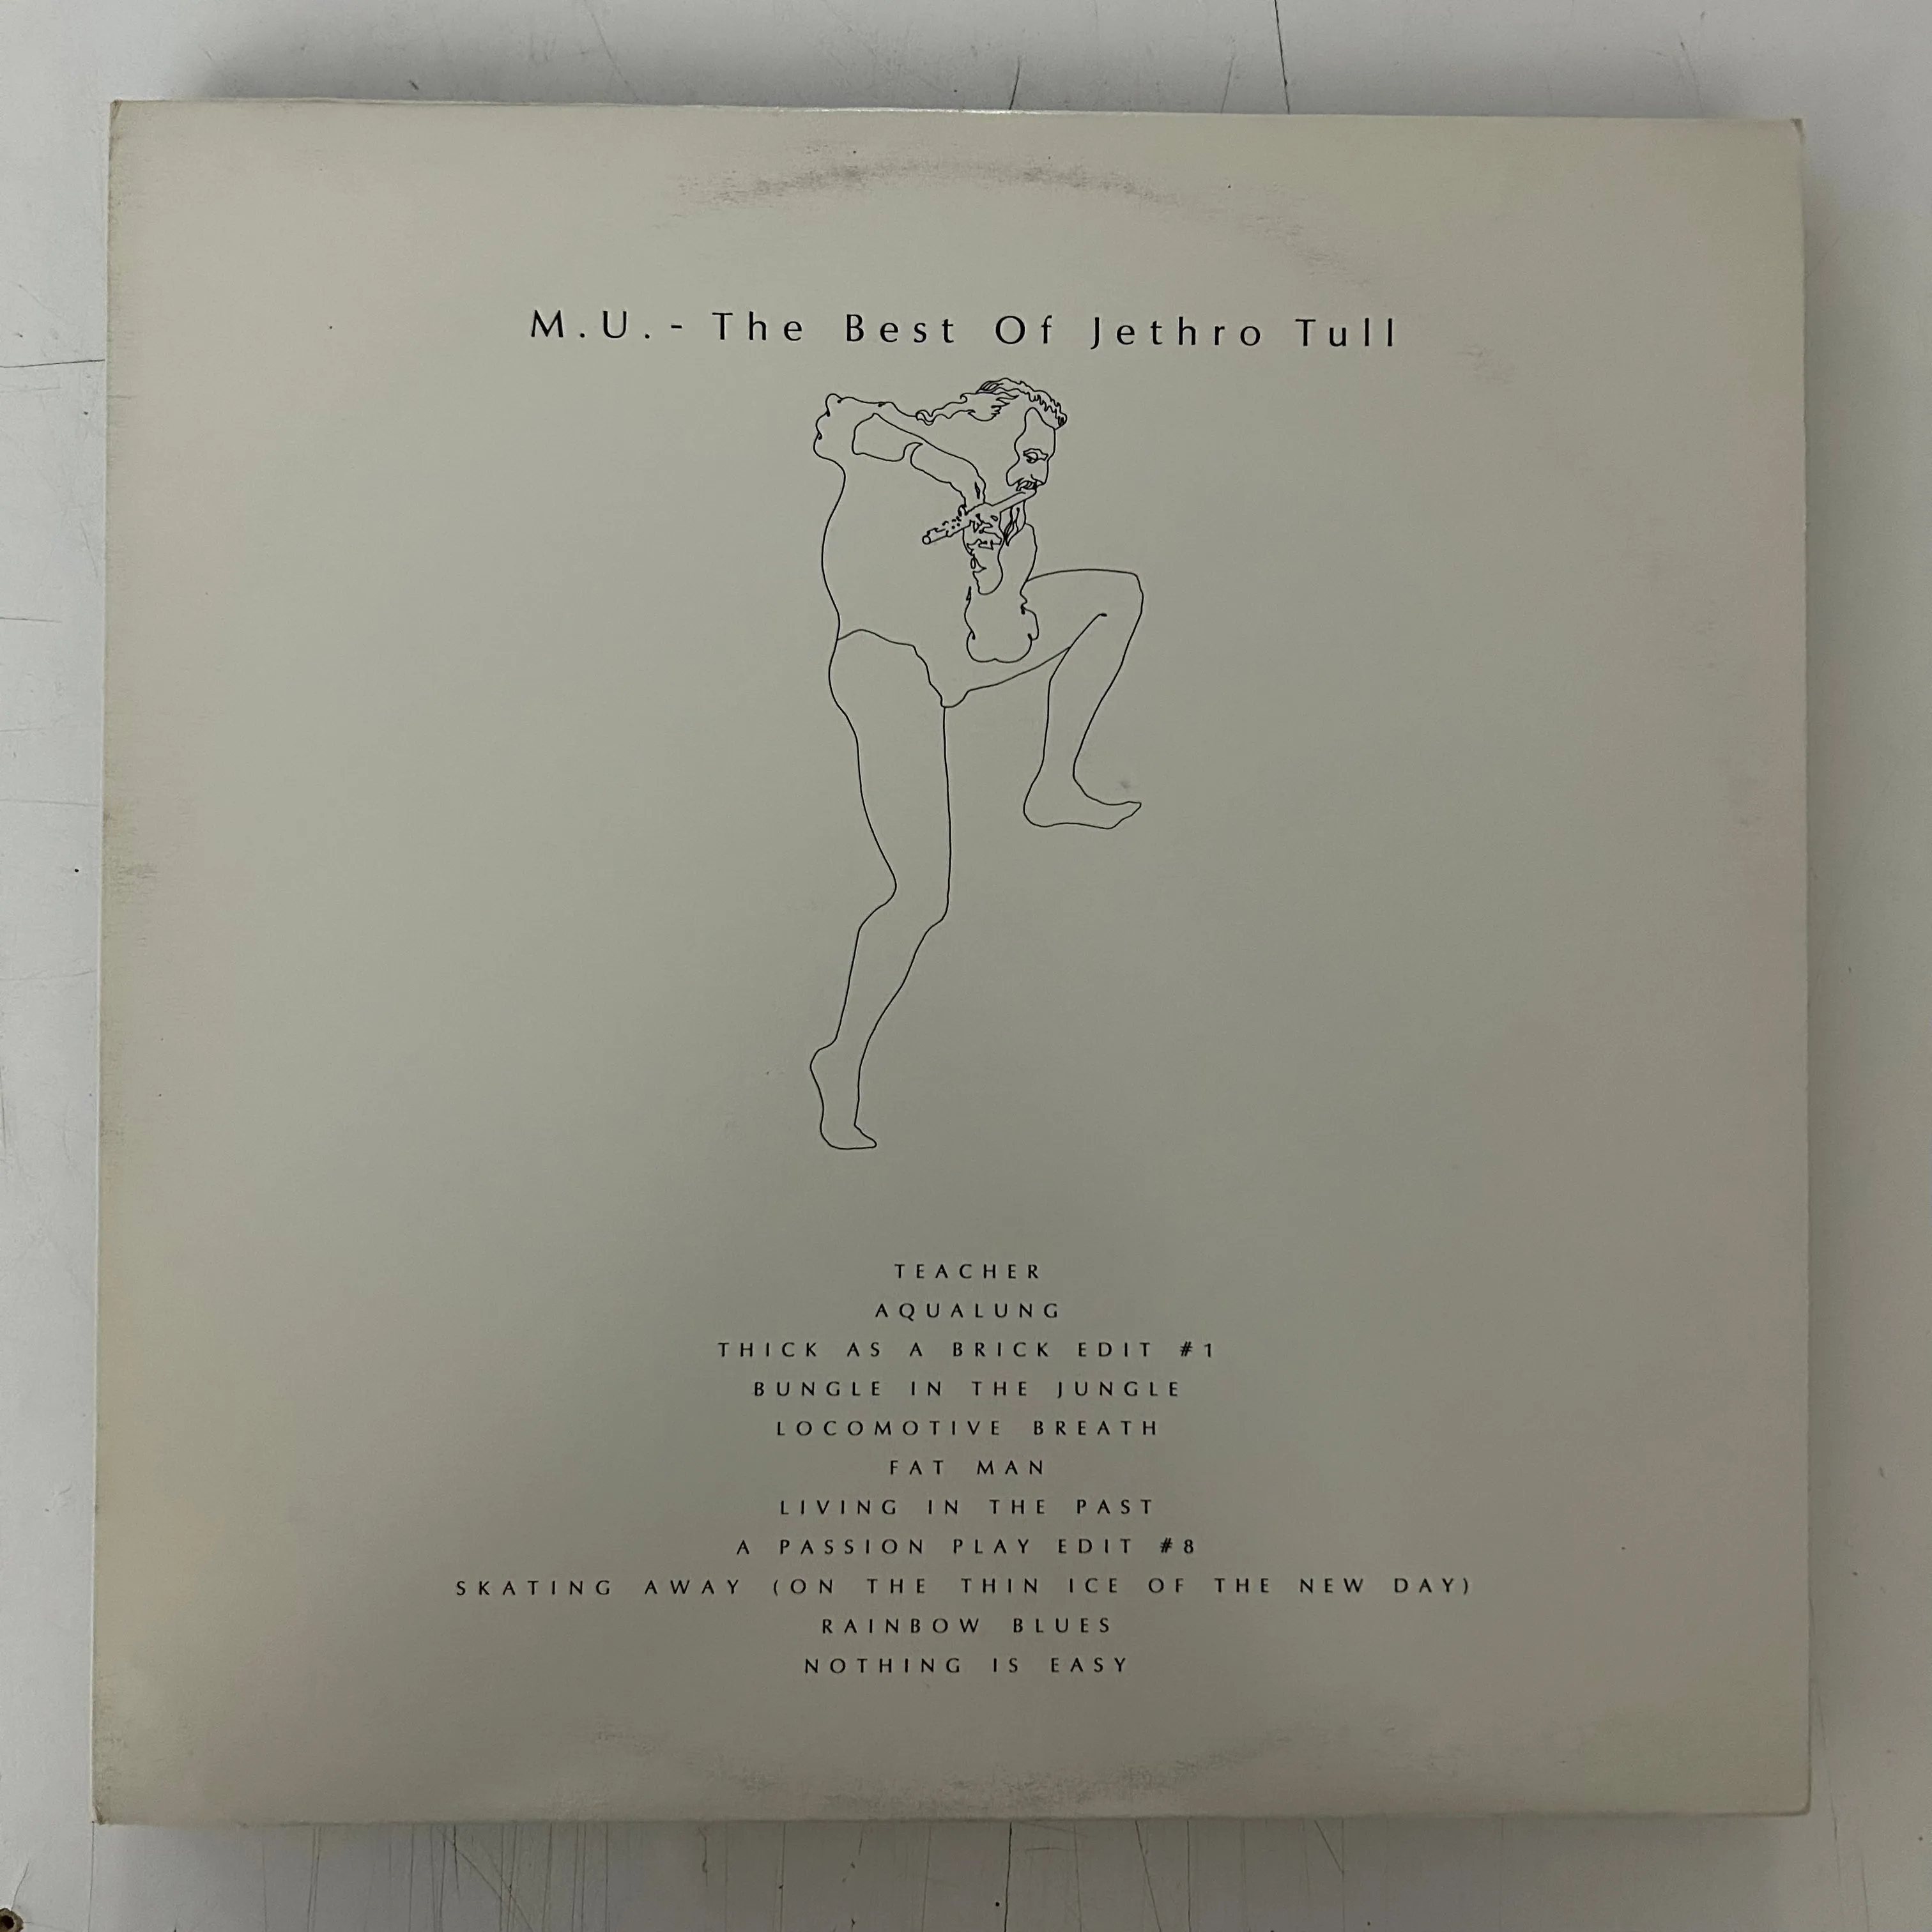 M.U. - The Best Of Jethro Tull
TEACHER
AQUALUNG
THICK AS A BRICK EDIT #1
BUNGLE IN THE JUNGLE
LOCOMOTIVE BREATH
FAT MAN
LIVING IN THE PAST
A PASSION PLAY EDIT #8
SKATING AWAY (ON THE THIN ICE OF THE NEW DAY)
RAINBOW BLUES
NOTHING IS EASY